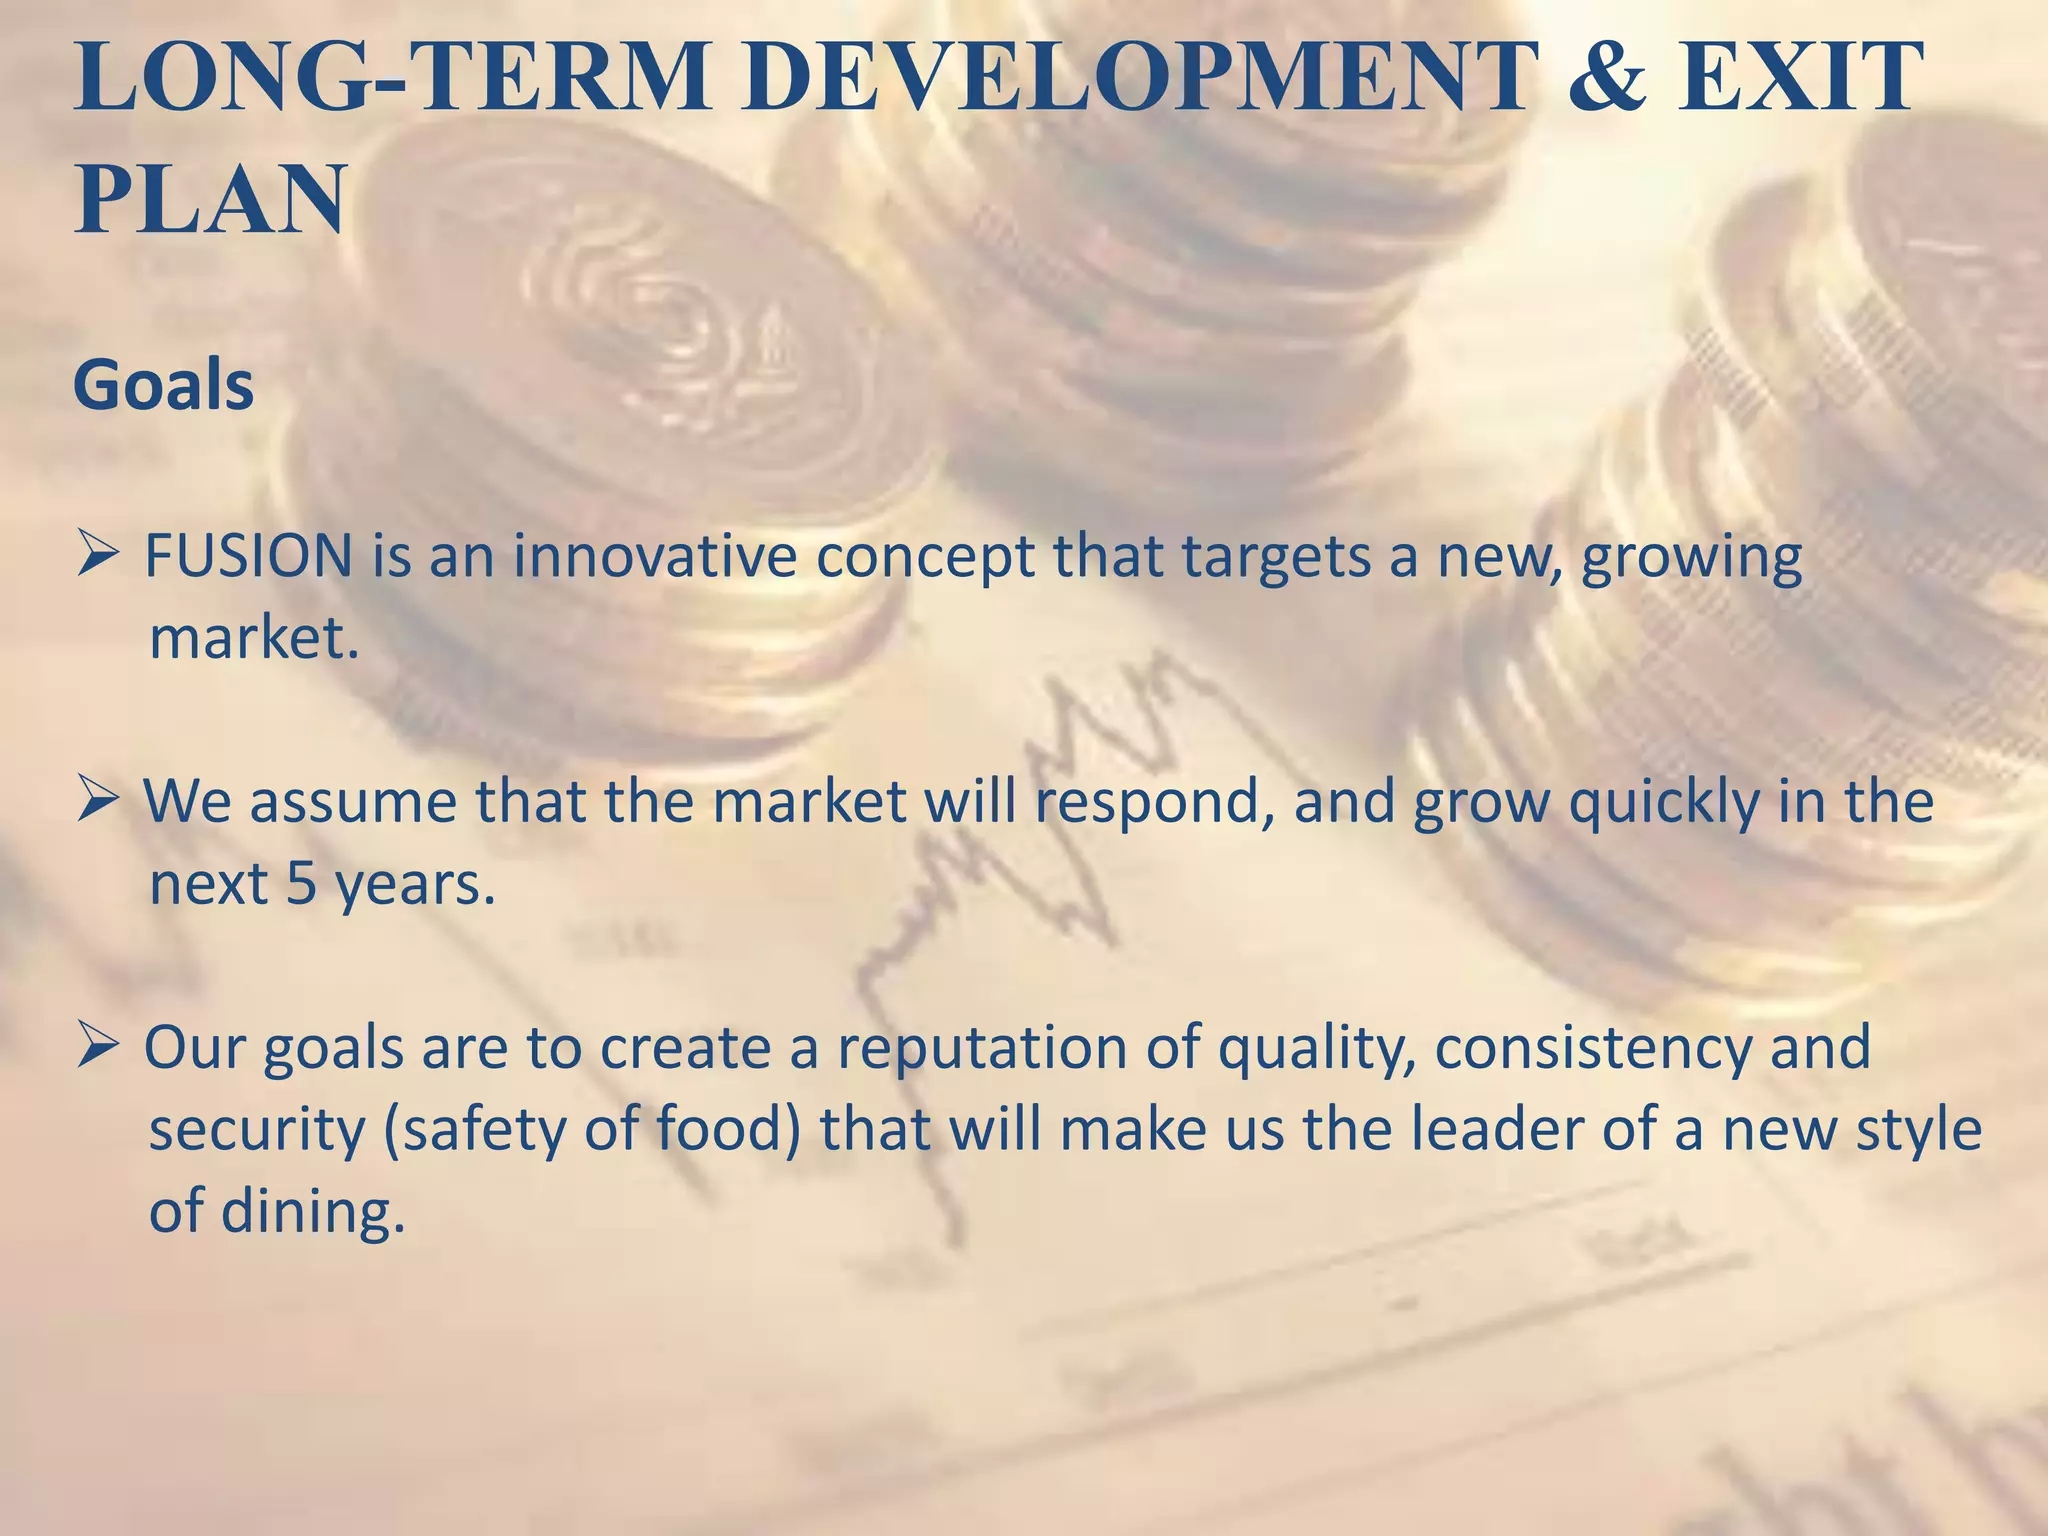 LONG-TERM DEVELOPMENT & EXIT
PLAN
Goals
➢ FUSION is an innovative concept that targets a new, growing
market.
➢ We assume that the market will respond, and grow quickly in the
next 5 years.
➢ Our goals are to create a reputation of quality, consistency and
security (safety of food) that will make us the leader of a new style
of dining.